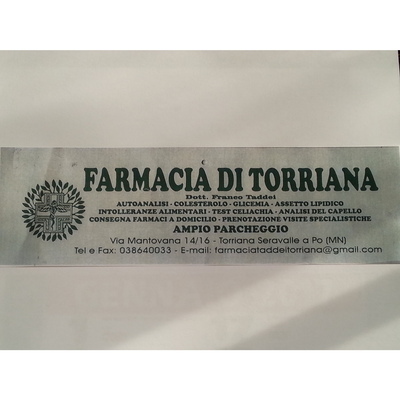 FARMACIA DI TORRIANA
Dott. Franco Taddei
AUTOANALISI - COLESTEROLO - GLICEMIA - ASSETTO LIPIDICO
INTOLLERANZE ALIMENTARI - TEST CELIACHIA - ANALISI DEL CAPELLO
CONSEGNA FARMACI A DOMICILIO - PRENOTAZIONE VISITE SPECIALISTICHE
AMPIO PARCHEGGIO
Via Mantovana 14/16 - Torriana Seravalle a Po (MN)
Tel e Fax: 038640033 - E-mail: farmaciataddeitorriana@gmail.com